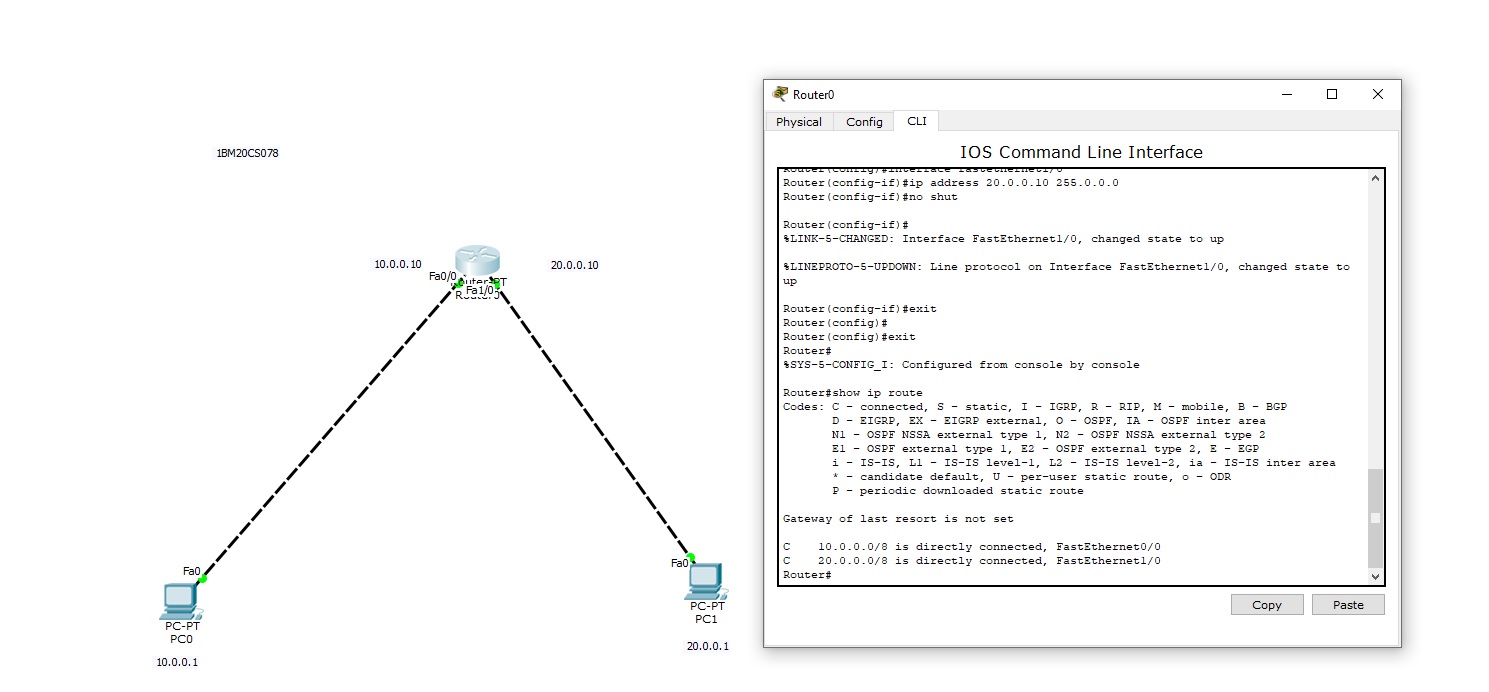 1BM20CS078
10.0.0.10
20.0.0.10
Fa0/0
Router-PT
Fa1/0
Router0
Fa0
PC-PT
PC0
10.0.0.1
Fa0
PC-PT
PC1
20.0.0.1
Router0
Physical Config CLI
IOS Command Line Interface
Router(config)#interface fastethernet1/0
Router(config-if)#ip address 20.0.0.10 255.0.0.0
Router(config-if)#no shut
Router(config-if)#
%LINK-5-CHANGED: Interface FastEthernet1/0, changed state to up
%LINEPROTO-5-UPDOWN: Line protocol on Interface FastEthernet1/0, changed state to
up
Router(config-if)#exit
Router(config)#
Router(config)#exit
Router#
%SYS-5-CONFIG_I: Configured from console by console
Router#show ip route
Codes: C - connected, S - static, I - IGRP, R - RIP, M - mobile, B - BGP
D - EIGRP, EX - EIGRP external, O - OSPF, IA - OSPF inter area
N1 - OSPF NSSA external type 1, N2 - OSPF NSSA external type 2
E1 - OSPF external type 1, E2 - OSPF external type 2, E - EGP
i - IS-IS, L1 - IS-IS level-1, L2 - IS-IS level-2, ia - IS-IS inter area
* - candidate default, U - per-user static route, o - ODR
P - periodic downloaded static route
Gateway of last resort is not set
C 10.0.0.0/8 is directly connected, FastEthernet0/0
C 20.0.0.0/8 is directly connected, FastEthernet1/0
Router#
Copy Paste